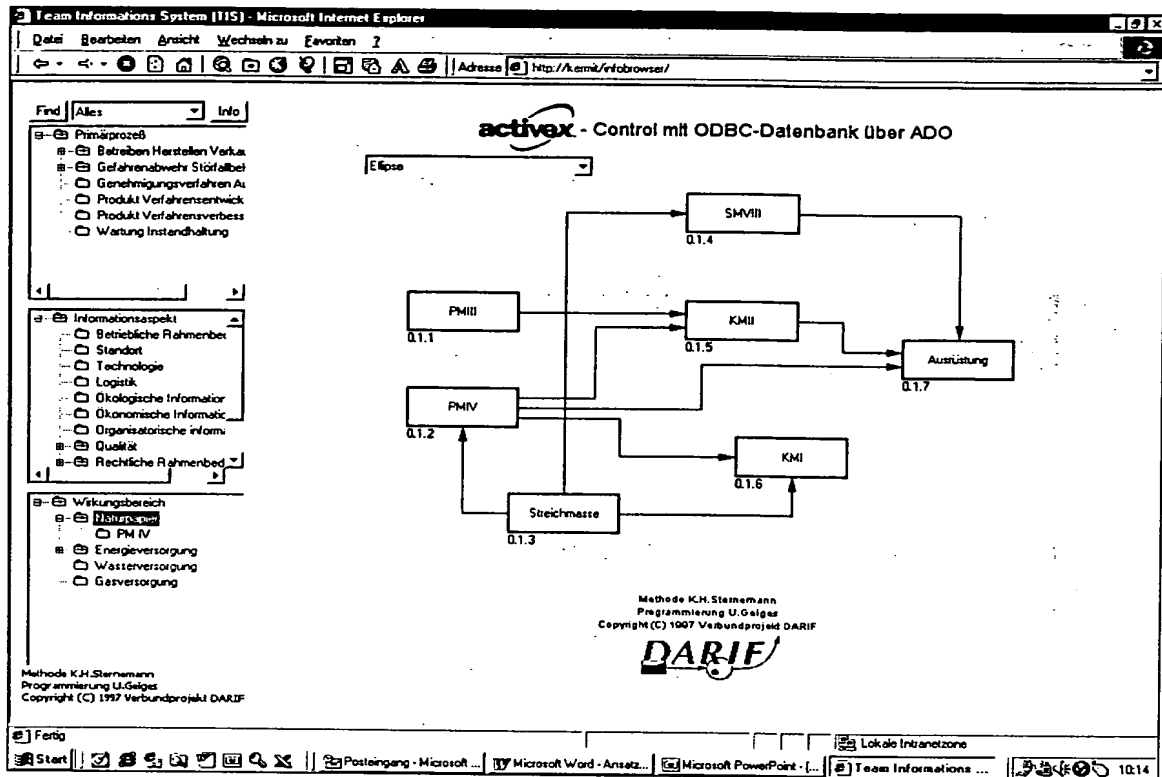 Team Informations System (TIS) - Microsoft Internet Explorer
Datei Bearbeiten Ansicht Wechseln zu Favoriten ?
Adresse http://kermit/infobrowser/
Find Alles Info
Primärprozeß
Betreiben Herstellen Verkau
Gefahrenabwehr Störfallbet
Genehmigungsverfahren Au
Produkt Verfahrensentwick
Produkt Verfahrensverbess
Wartung Instandhaltung
Informationsaspekt
Betriebliche Rahmenbec
Standort
Technologie
Logistik
Ökologische Information
Ökonomische Informatic
Organisatorische informa
Qualität
Rechtliche Rahmenbed
Wirkungsbereich
Naturpapier
PM IV
Energieversorgung
Wasserversorgung
Gasversorgung
Methode K.H.Sternemann
Programmierung U.Geiges
Copyright (C) 1997 Verbundprojekt DARIF
activex - Control mit ODBC-Datenbank über ADO
Ellipse
SMVIII
0.1.4
PMIII
0.1.1
KMII
0.1.5
Ausrüstung
0.1.7
PMIV
0.1.2
KMI
0.1.6
Streichmasse
0.1.3
Methode K.H.Sternemann
Programmierung U.Geiges
Copyright (C) 1997 Verbundprojekt DARIF
DARIF
Fertig
Lokale Intranetzone
Start Posteingang - Microsoft ... Microsoft Word - Ansatz... Microsoft PowerPoint - [... Team Informations ... 10:14